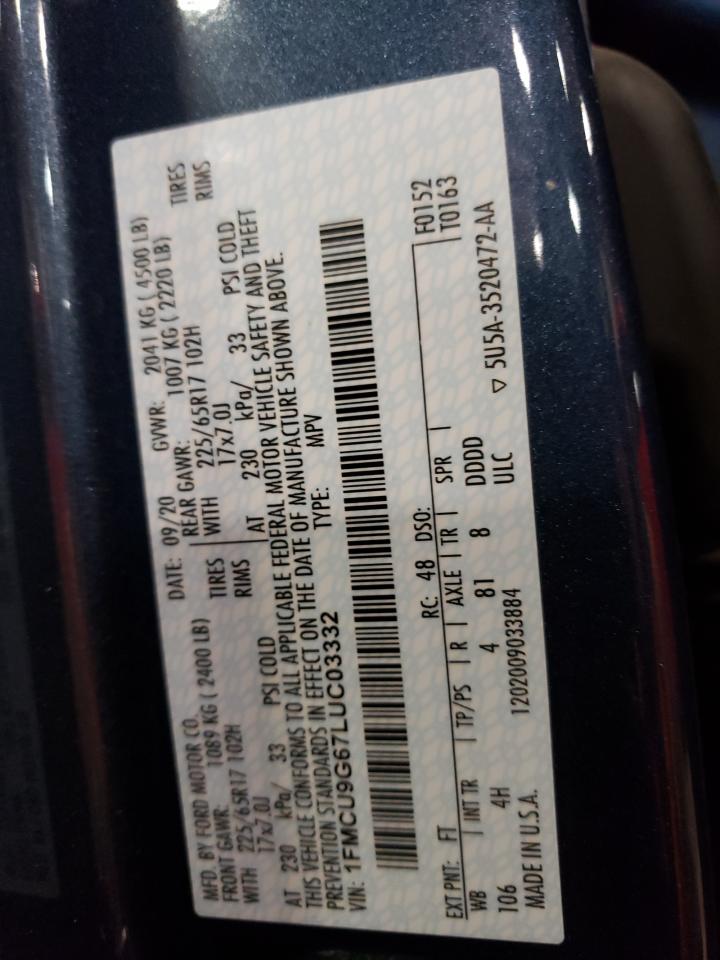 MFD. BY FORD MOTOR CO. DATE: 09/20 GVWR: 2041 KG ( 4500 LB)
FRONT GAWR: 1089 KG ( 2400 LB) REAR GAWR: 1007 KG ( 2220 LB)
WITH 225/65R17 102H TIRES WITH 225/65R17 102H TIRES
17x7.0J RIMS 17x7.0J RIMS
AT 230 kPa/ 33 PSI COLD AT 230 kPa/ 33 PSI COLD
THIS VEHICLE CONFORMS TO ALL APPLICABLE FEDERAL MOTOR VEHICLE SAFETY AND THEFT
PREVENTION STANDARDS IN EFFECT ON THE DATE OF MANUFACTURE SHOWN ABOVE.
VIN: 1FMCU9G67LUC03332 TYPE: MPV
EXT PNT: FT RC: 48 DSO: F0152
WB INT TR TP/PS R AXLE TR SPR T0163
106 4H 4 81 8 DDDD
MADE IN U.S.A. 1202009033884 ULC ▽ 5U5A-3520472-AA